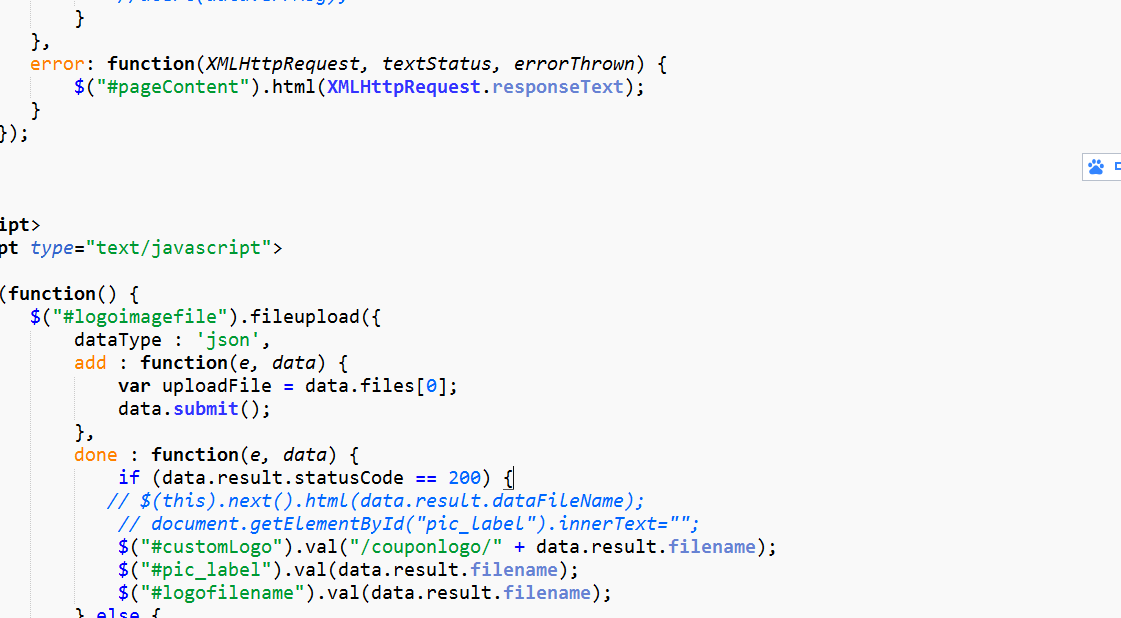 }
},
error: function(XMLHttpRequest, textStatus, errorThrown) {
$("#pageContent").html(XMLHttpRequest.responseText);
}
});
ipt>
pt type="text/javascript">
(function() {
$("#logoimagefile").fileupload({
dataType : 'json',
add : function(e, data) {
var uploadFile = data.files[0];
data.submit();
},
done : function(e, data) {
if (data.result.statusCode == 200) {
// $(this).next().html(data.result.dataFileName);
// document.getElementById("pic_label").innerText="";
$("#customLogo").val("/couponlogo/" + data.result.filename);
$("#pic_label").val(data.result.filename);
$("#logofilename").val(data.result.filename);
} else {